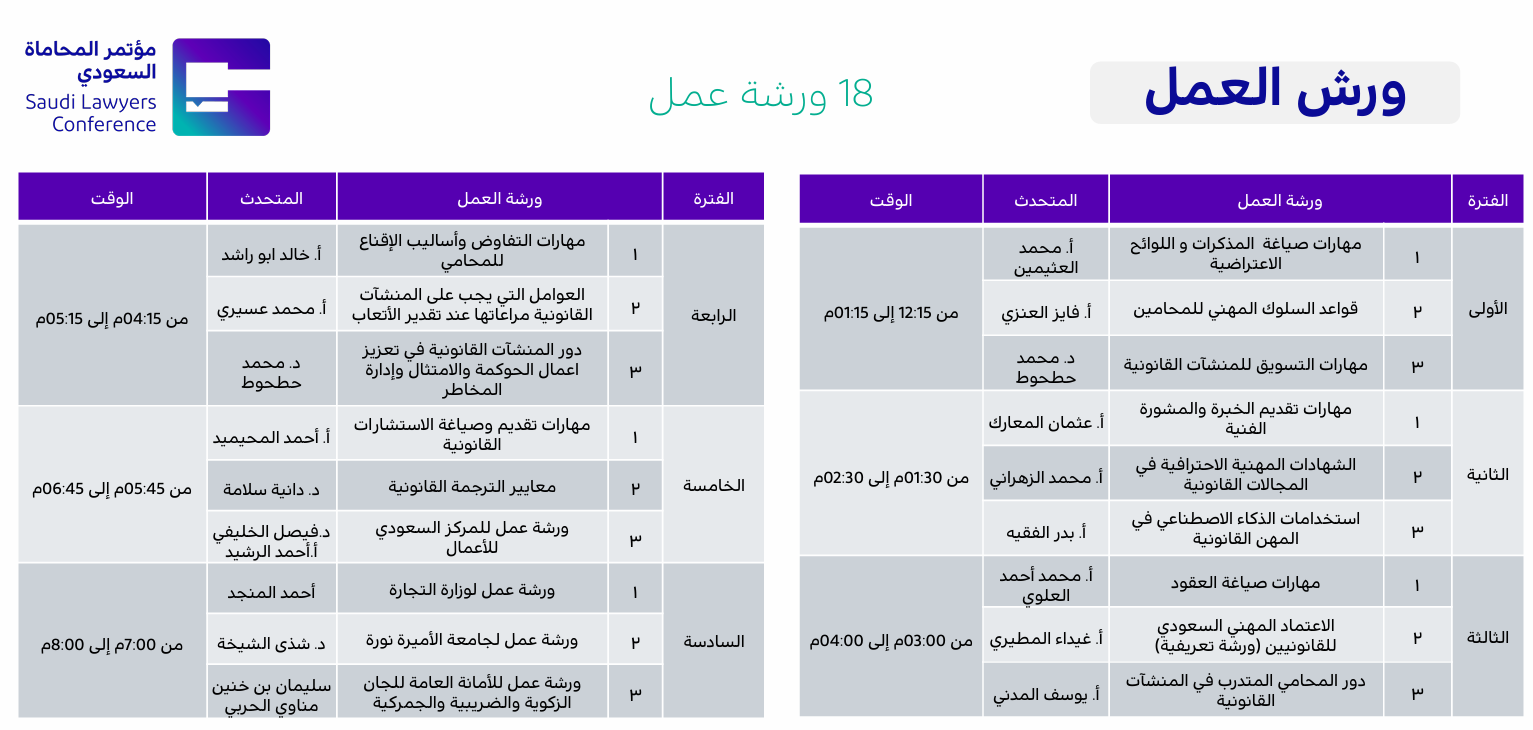 ورش العمل
18 ورشة عمل
مؤتمر المحاماة
السعودي
Saudi Lawyers
Conference
الفترة ورشة العمل المتحدث الوقت
الأولى
من 12:15 إلى 01:15م
١ مهارات صياغة المذكرات و اللوائح
الاعتراضية
أ. محمد
العثيمين
٢ قواعد السلوك المهني للمحامين أ. فايز العنزي
٣ مهارات التسويق للمنشآت القانونية
د. محمد
حطحوط
الثانية
من 01:30م إلى 02:30م
١ مهارات تقديم الخبرة والمشورة
الفنية
أ. عثمان المعارك
٢ الشهادات المهنية الاحترافية في
المجالات القانونية
أ. محمد الزهراني
٣ استخدامات الذكاء الاصطناعي في
المهن القانونية
أ. بدر الفقيه
الثالثة
من 03:00م إلى 04:00م
١ مهارات صياغة العقود
أ. محمد أحمد
العلوي
٢ الاعتماد المهني السعودي
للقانونيين (ورشة تعريفية)
أ. غيداء المطيري
٣ دور المحامي المتدرب في المنشآت
القانونية
أ. يوسف المدني
الفترة ورشة العمل المتحدث الوقت
الرابعة
من 04:15م إلى 05:15م
١ مهارات التفاوض وأساليب الإقناع
للمحامي
أ. خالد ابو راشد
٢ العوامل التي يجب على المنشآت
القانونية مراعاتها عند تقدير الأتعاب
أ. محمد عسيري
٣ دور المنشآت القانونية في تعزيز
اعمال الحوكمة والامتثال وإدارة
المخاطر
د. محمد
حطحوط
الخامسة
من 05:45م إلى 06:45م
١ مهارات تقديم وصياغة الاستشارات
القانونية
أ. أحمد المحيميد
٢ معايير الترجمة القانونية د. دانية سلامة
٣ ورشة عمل للمركز السعودي
للأعمال
د.فيصل الخليفي
أ.أحمد الرشيد
السادسة
من 7:00م إلى 8:00م
١ ورشة عمل لوزارة التجارة أحمد المنجد
٢ ورشة عمل لجامعة الأميرة نورة د. شذى الشيخة
٣ ورشة عمل للأمانة العامة للجان
الزكوية والضريبية والجمركية
سليمان بن خنين
مناوي الحربي